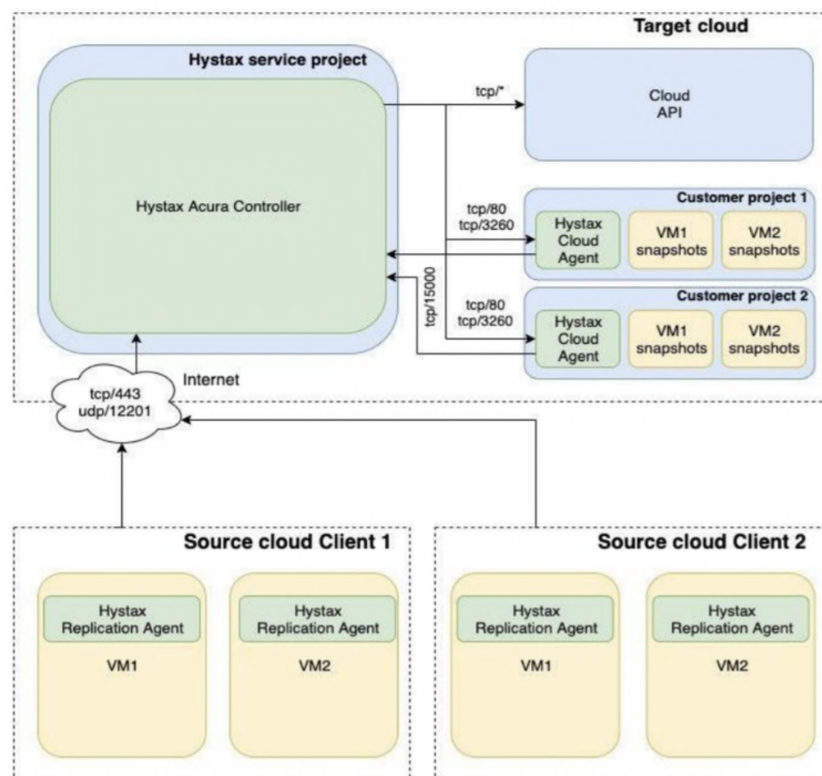 Target cloud
Hystax service project
Hystax Acura Controller
tcp/*
Cloud
API
Customer project 1
tcp/80
tcp/3260
Hystax
Cloud
Agent
VM1
snapshots
VM2
snapshots
tcp/15000
Customer project 2
tcp/80
tcp/3260
Hystax
Cloud
Agent
VM1
snapshots
VM2
snapshots
Internet
tcp/443
udp/12201
Source cloud Client 1
Hystax
Replication Agent
VM1
Hystax
Replication Agent
VM2
Source cloud Client 2
Hystax
Replication Agent
VM1
Hystax
Replication Agent
VM2